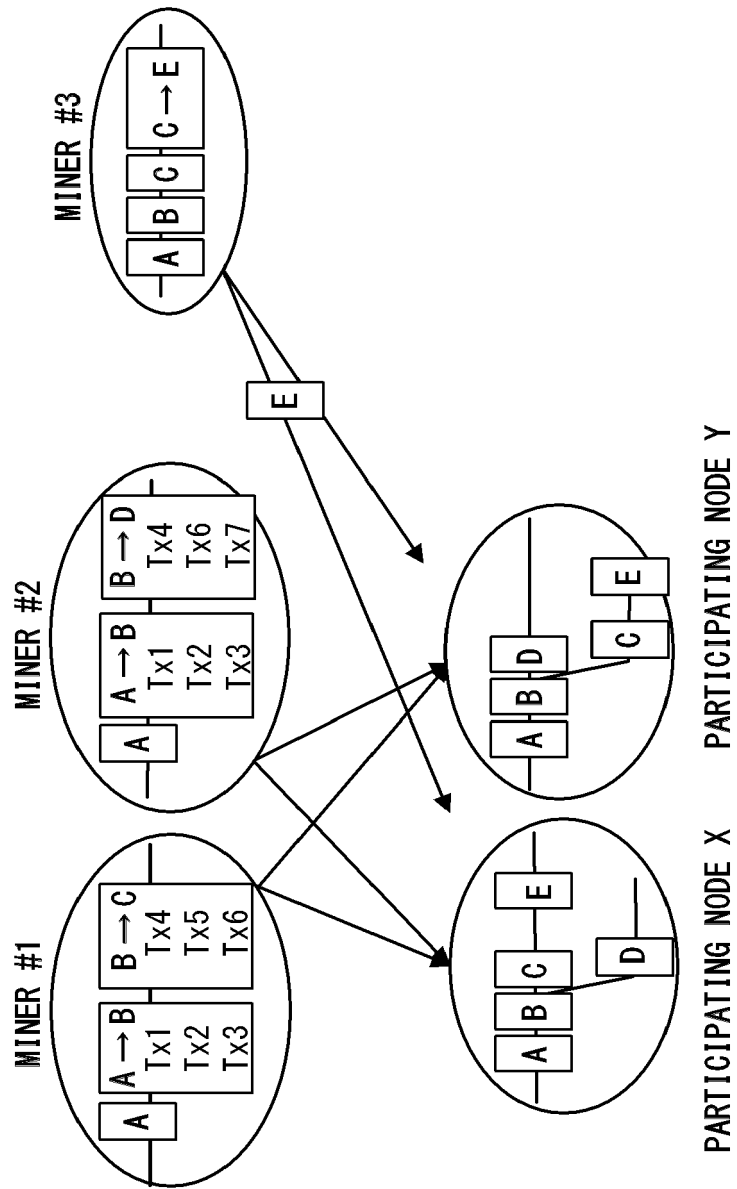 MINER #1
A
A→B
Tx1
Tx2
Tx3
B→C
Tx4
Tx5
Tx6
MINER #2
A
A→B
Tx1
Tx2
Tx3
B→D
Tx4
Tx6
Tx7
MINER #3
A B C C→E
E
A B C E
D
PARTICIPATING NODE X
A B D
C E
PARTICIPATING NODE Y